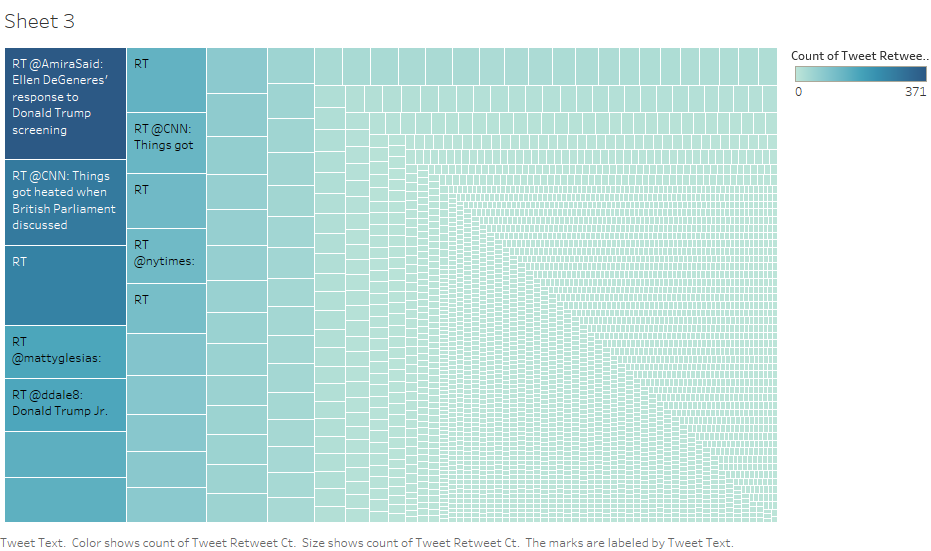 Sheet 3
RT @AmiraSaid:
Ellen DeGeneres'
response to
Donald Trump
screening
RT @CNN: Things
got heated when
British Parliament
discussed
RT
RT
@mattyglesias:
RT @ddale8:
Donald Trump Jr.
RT
RT @CNN:
Things got
RT
RT
@nytimes:
RT
Count of Tweet Retwee..
0 371
Tweet Text. Color shows count of Tweet Retweet Ct. Size shows count of Tweet Retweet Ct. The marks are labeled by Tweet Text.